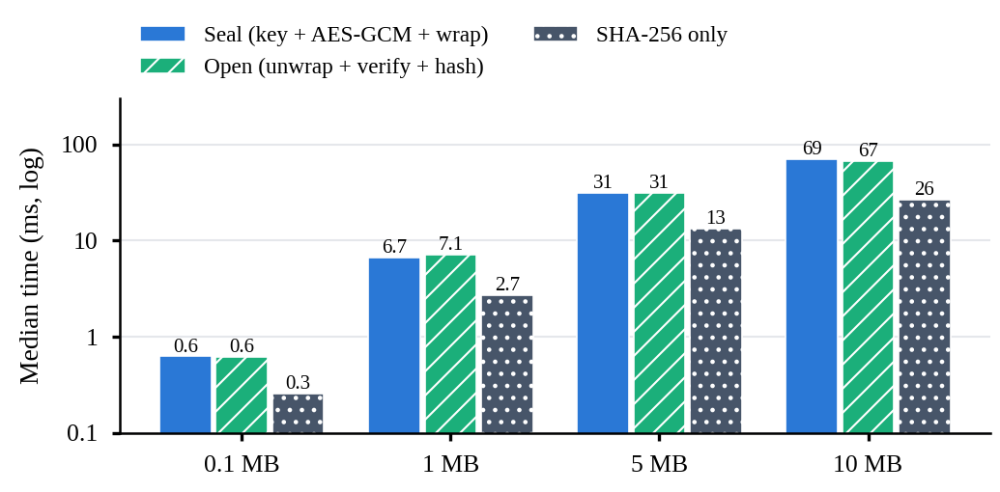 Seal (key + AES-GCM + wrap)
Open (unwrap + verify + hash)
SHA-256 only
Median time (ms, log)
100
10
1
0.1
0.6
0.6
0.3
6.7
7.1
2.7
31
31
13
69
67
26
0.1 MB
1 MB
5 MB
10 MB